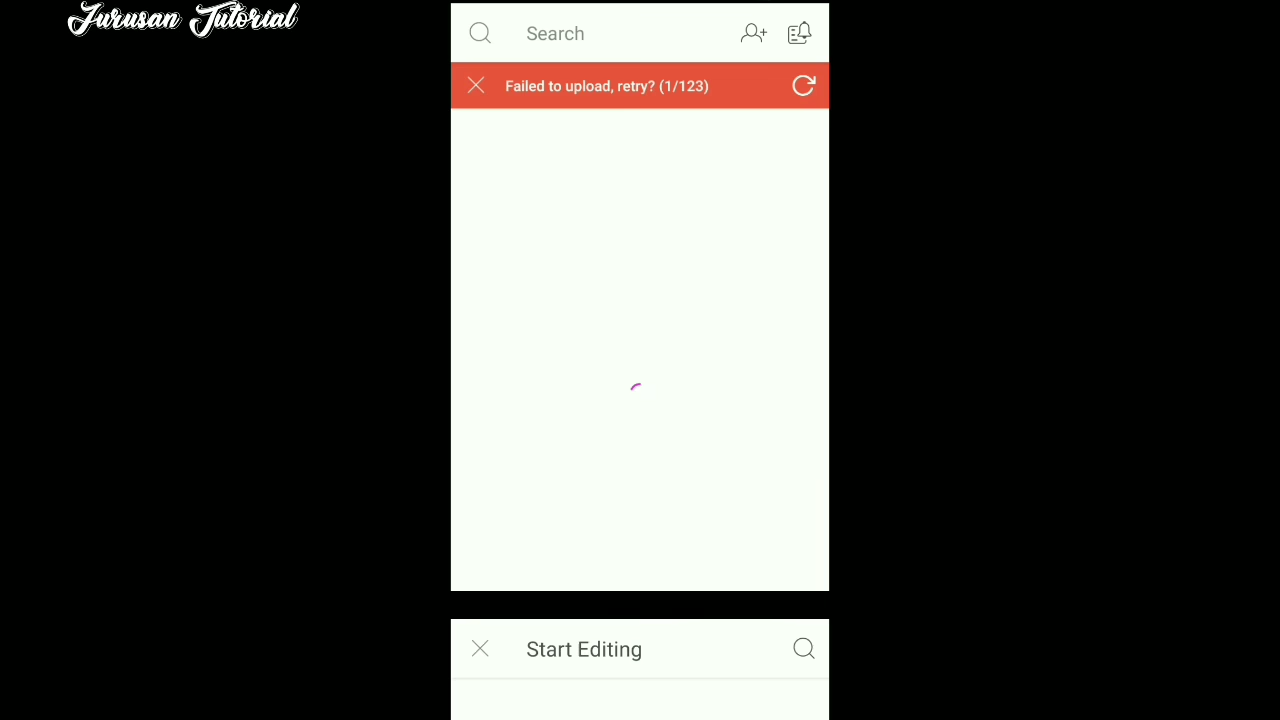 Jurusan Tutorial
Search
Failed to upload, retry? (1/123)
Start Editing